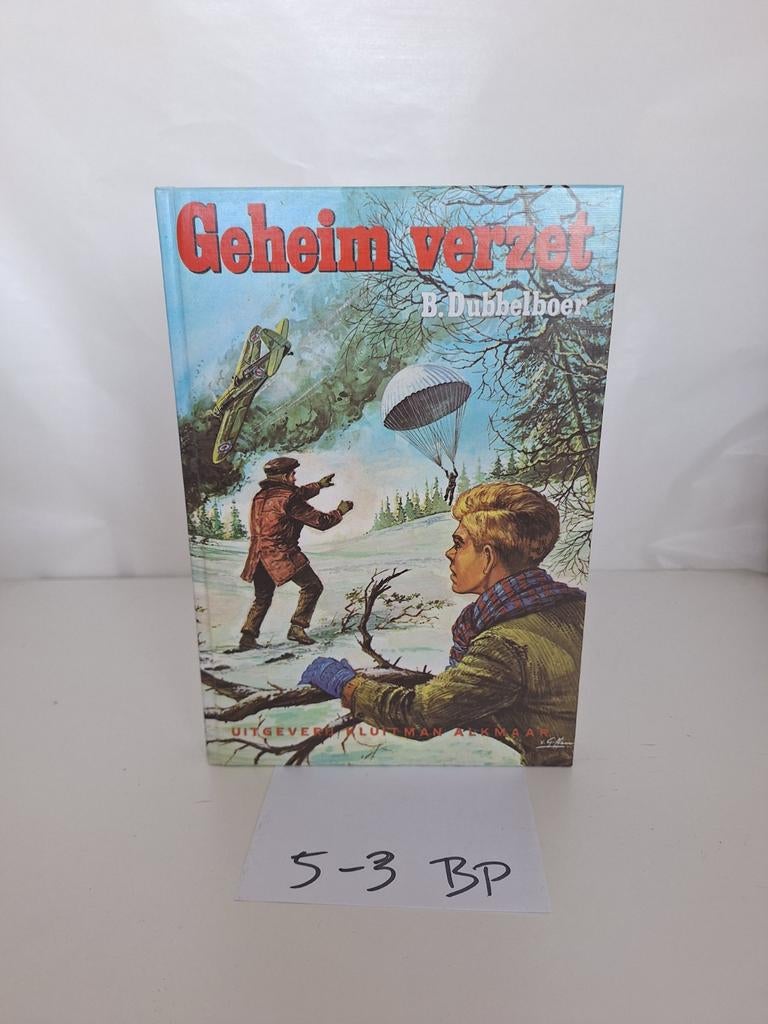 Geheim verzet
B. Dubbelboer
UITGEVERIJ KLUITMAN ALKMAAR
5-3 BP